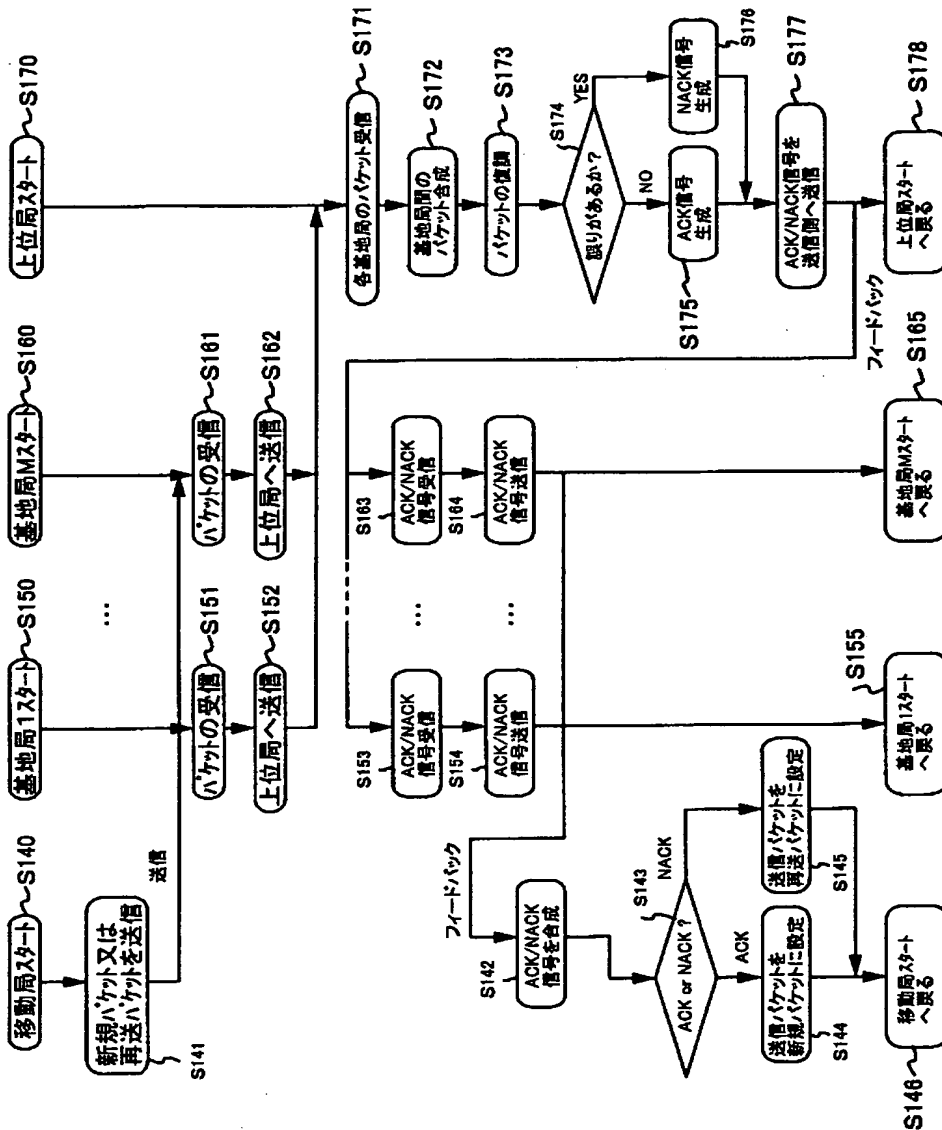 移動局スタート
S140
新規パケット又は
再送パケットを送信
S141
送信
基地局1スタート
S150
...
パケットの受信
S151
上位局へ送信
S152
基地局Mスタート
S160
パケットの受信
S161
上位局へ送信
S162
上位局スタート
S170
各基地局のパケット受信
S171
基地局間の
パケット合成
S172
パケットの復調
S173
誤りがあるか?
S174
YES
NO
ACK信号
生成
S175
NACK信号
生成
S176
ACK/NACK信号を
送信側へ送信
S177
フィードバック
上位局スタート
へ戻る
S178
ACK/NACK
信号受信
S163
ACK/NACK
信号送信
S164
基地局Mスタート
へ戻る
S165
...
...
ACK/NACK
信号受信
S153
ACK/NACK
信号送信
S154
基地局1スタート
へ戻る
S155
フィードバック
ACK/NACK
信号を合成
S142
ACK or NACK ?
S143
NACK
ACK
送信パケットを
新規パケットに設定
S144
送信パケットを
再送パケットに設定
S145
移動局スタート
へ戻る
S146